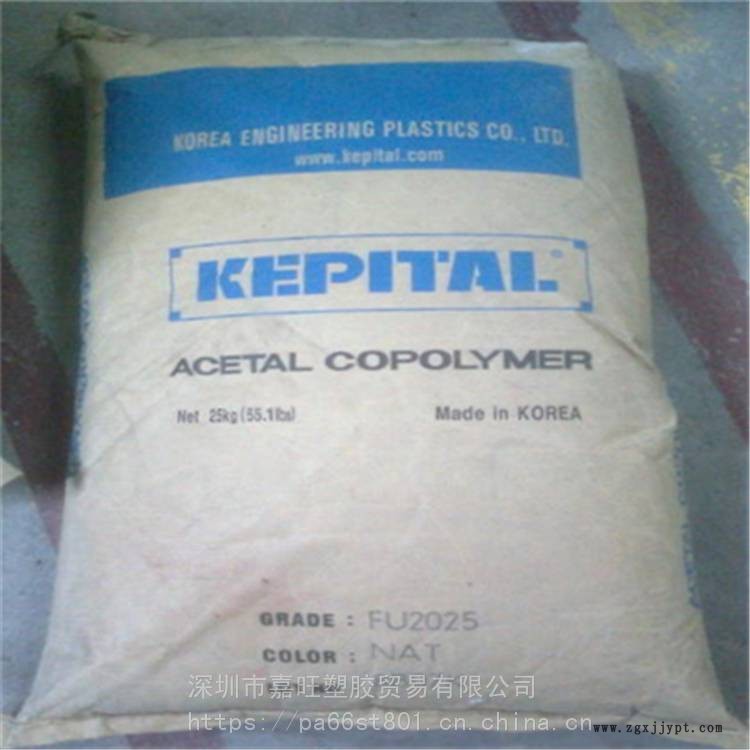 KOREA ENGINEERING PLASTICS CO., LTD.
www.kepital.com
KEPITAL®
ACETAL COPOLYMER
Net 25kg (55.1 lbs) Made in KOREA
GRADE : FU2025
COLOR : NAT
深圳市嘉旺塑胶贸易有限公司
https://pa66st801.cn.china.cn
www.zgxjjypt.com